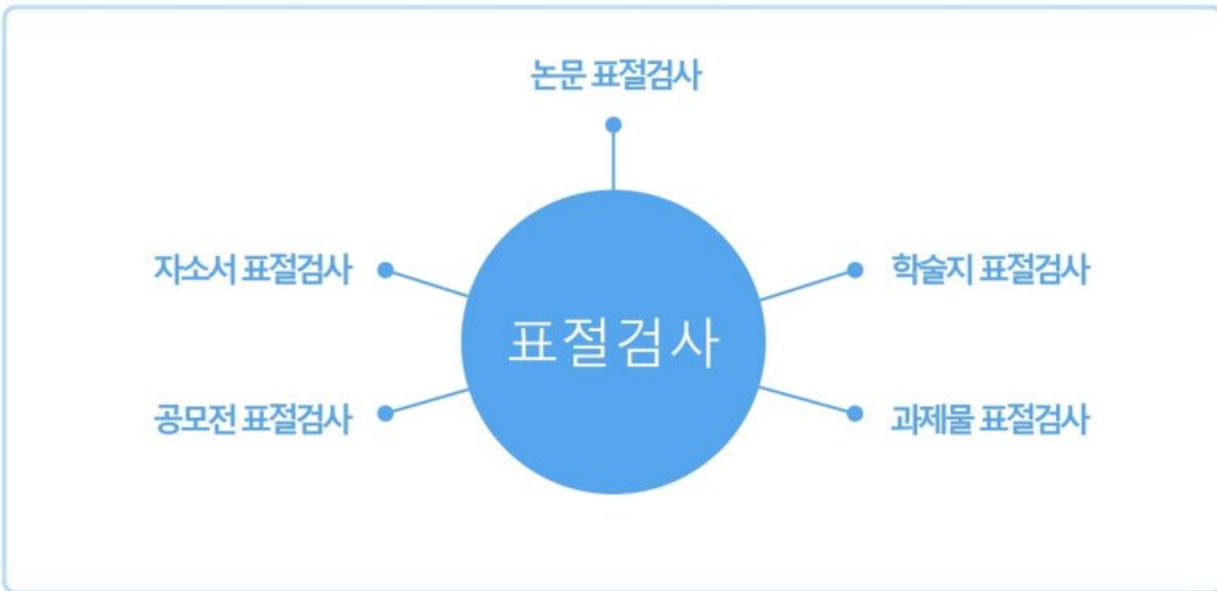 논문 표절검사
자소서 표절검사
학술지 표절검사
표절검사
공모전 표절검사
과제물 표절검사